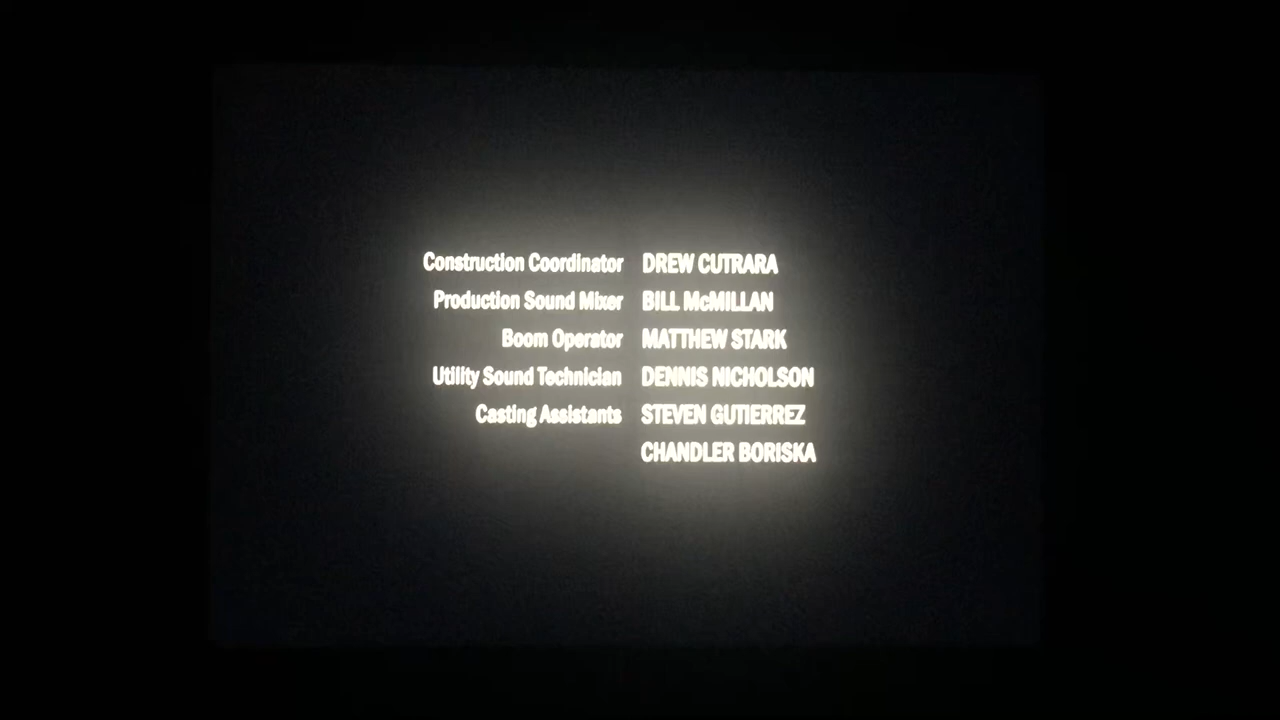 Construction Coordinator DREW CUTRARA
Production Sound Mixer BILL McMILLAN
Boom Operator MATTHEW STARK
Utility Sound Technician DENNIS NICHOLSON
Casting Assistants STEVEN GUTIERREZ
CHANDLER BORISKA